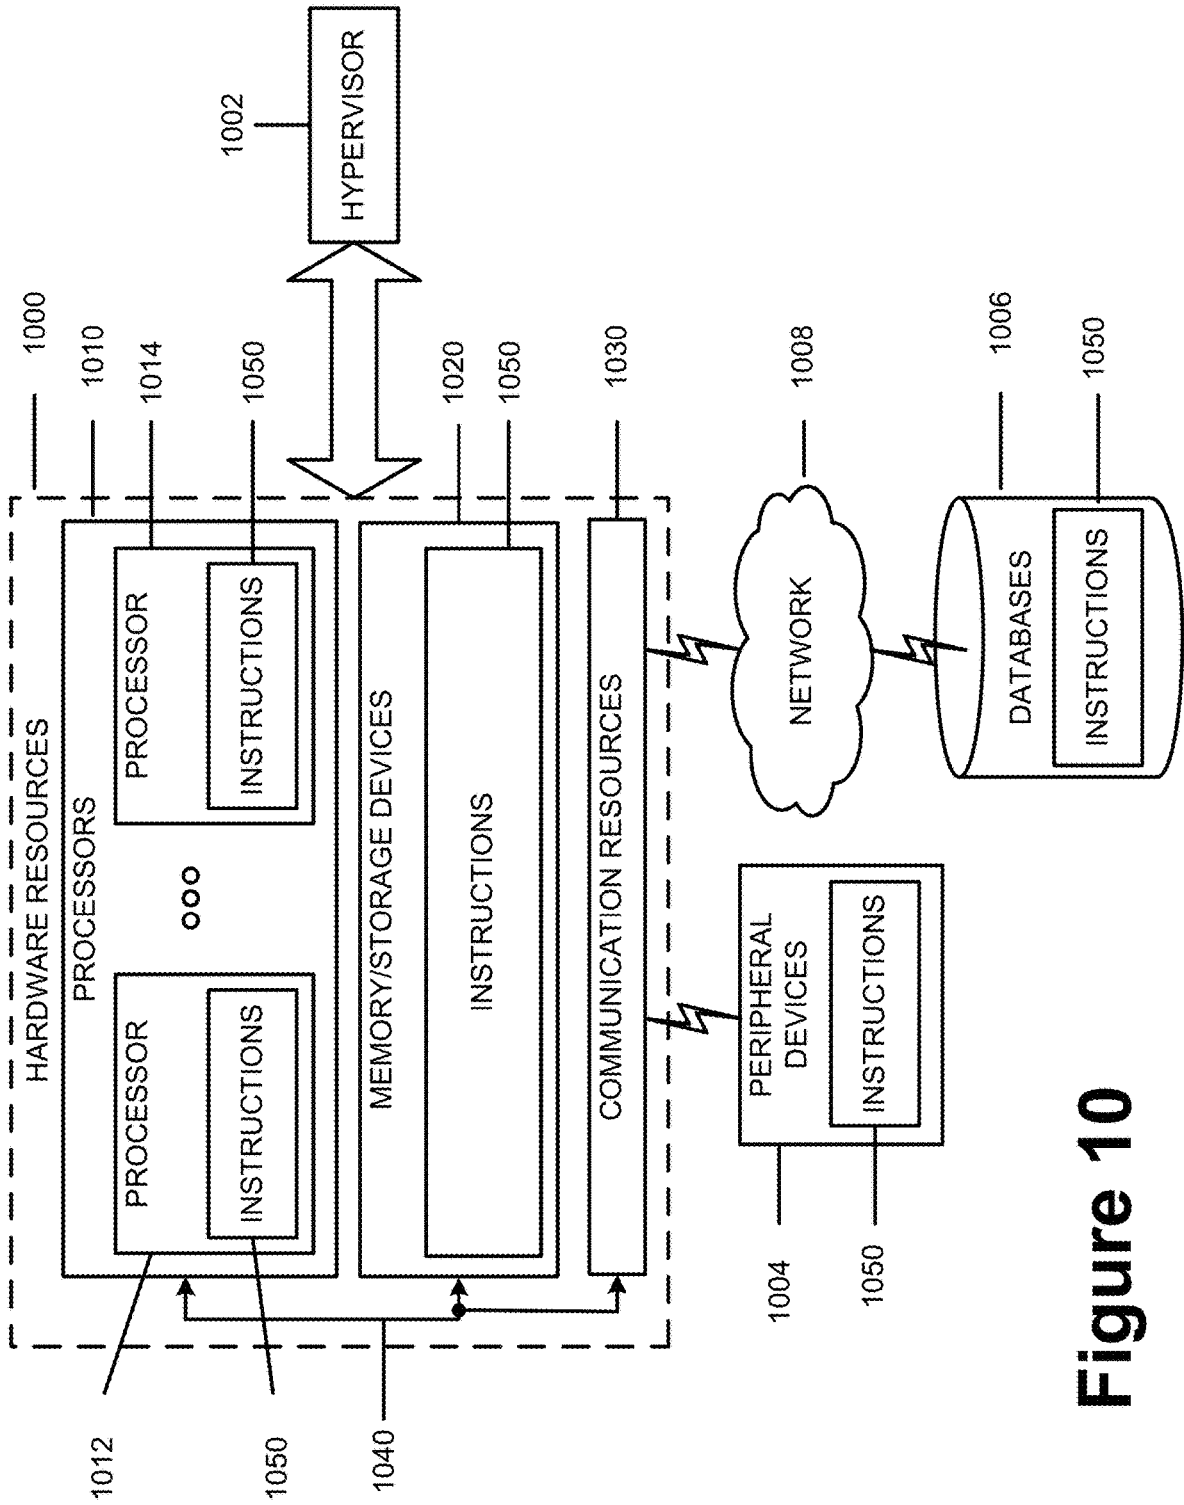 1000
HARDWARE RESOURCES
1010
PROCESSORS
1014
PROCESSOR
PROCESSOR
1012
1050
INSTRUCTIONS
INSTRUCTIONS
1050
1002
HYPERVISOR
1020
MEMORY/STORAGE DEVICES
1050
INSTRUCTIONS
1040
1030
COMMUNICATION RESOURCES
1008
NETWORK
1004
PERIPHERAL
DEVICES
INSTRUCTIONS
1050
1006
DATABASES
1050
INSTRUCTIONS
Figure 10